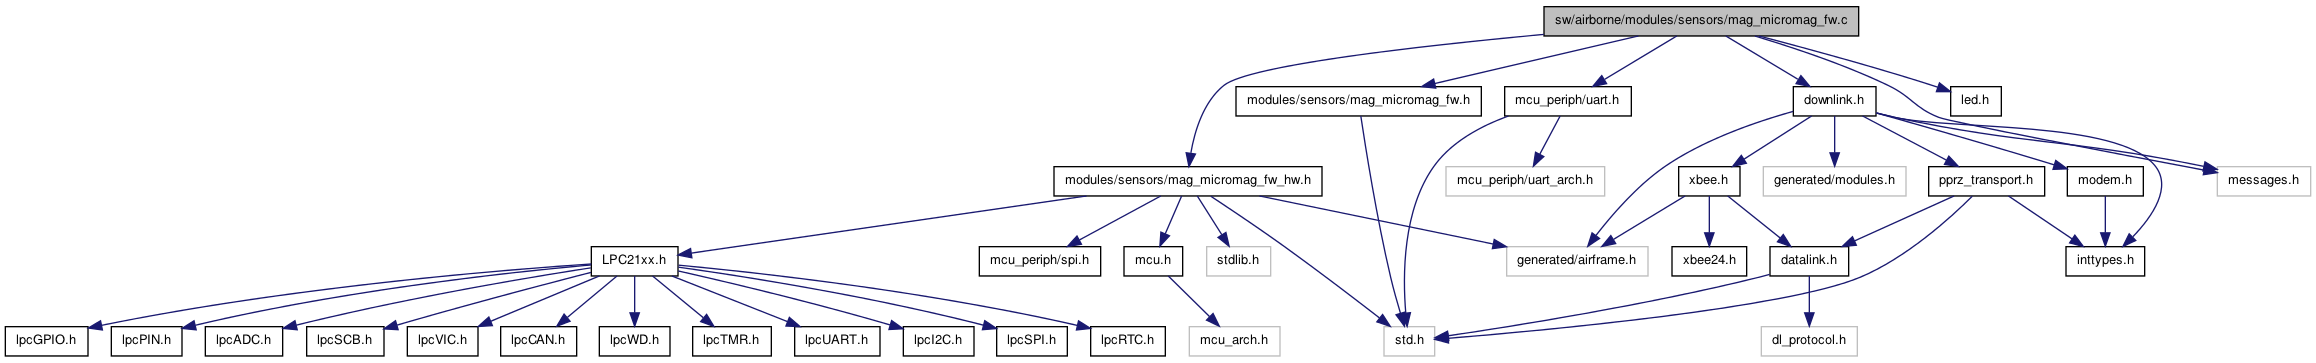 sw/airborne/modules/sensors/mag_micromag_fw.c
modules/sensors/mag_micromag_fw.h
mcu_periph/uart.h
downlink.h
led.h
modules/sensors/mag_micromag_fw_hw.h
mcu_periph/uart_arch.h
xbee.h
generated/modules.h
pprz_transport.h
modem.h
messages.h
LPC21xx.h
mcu_periph/spi.h
mcu.h
stdlib.h
generated/airframe.h
xbee24.h
datalink.h
inttypes.h
lpcGPIO.h
lpcPIN.h
lpcADC.h
lpcSCB.h
lpcVIC.h
lpcCAN.h
lpcWD.h
lpcTMR.h
lpcUART.h
lpcI2C.h
lpcSPI.h
lpcRTC.h
mcu_arch.h
std.h
dl_protocol.h